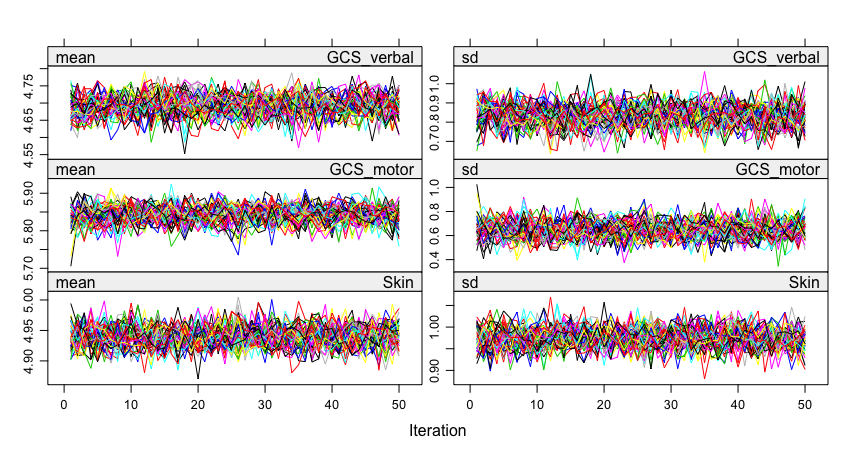 mean GCS_verbal sd GCS_verbal
4.55 4.65 4.75
0.7 0.8 0.9 1.0
mean GCS_motor sd GCS_motor
5.70 5.80 5.90
0.4 0.6 0.8 1.0
mean Skin sd Skin
4.90 4.95 5.00
0.90 1.00
0 10 20 30 40 50 0 10 20 30 40 50
Iteration